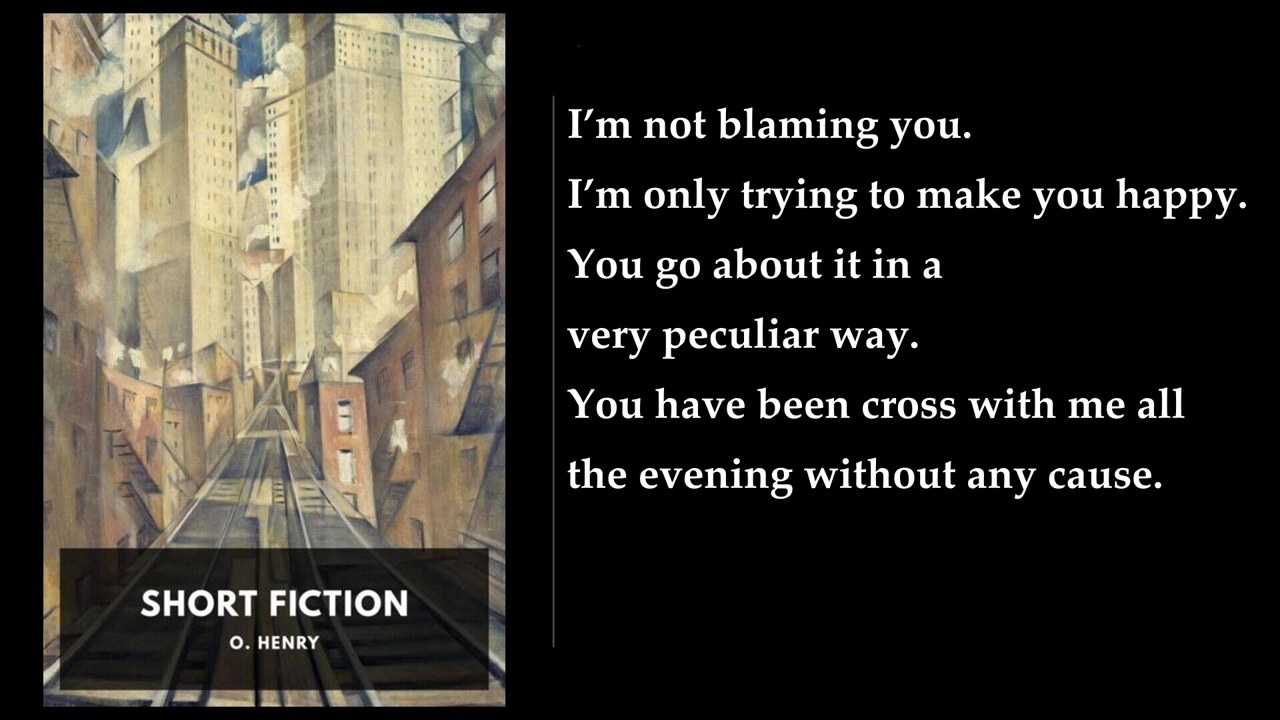 SHORT FICTION
O. HENRY
I’m not blaming you.
I’m only trying to make you happy.
You go about it in a
very peculiar way.
You have been cross with me all
the evening without any cause.